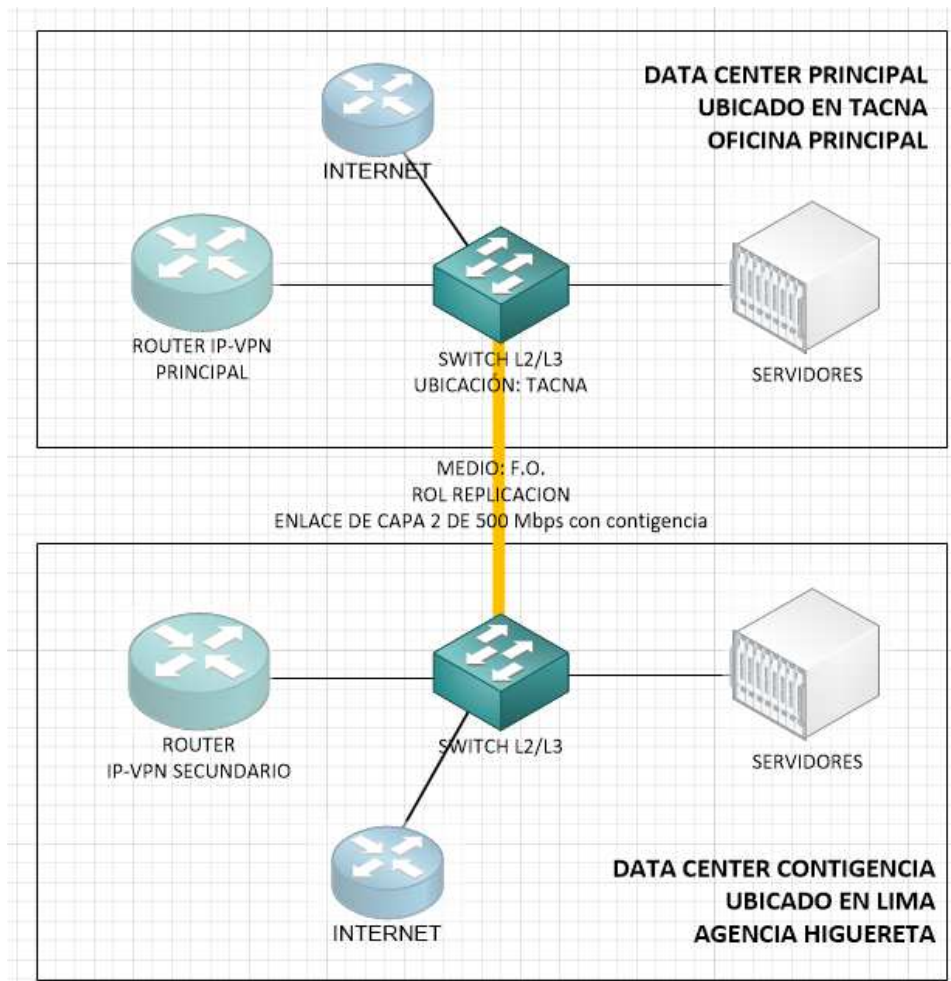 DATA CENTER PRINCIPAL
UBICADO EN TACNA
OFICINA PRINCIPAL
INTERNET
ROUTER IP-VPN
PRINCIPAL
SWITCH L2/L3
UBICACIÓN: TACNA
SERVIDORES
MEDIO: F.O.
ROL REPLICACION
ENLACE DE CAPA 2 DE 500 Mbps con contigencia
ROUTER
IP-VPN SECUNDARIO
SWITCH L2/L3
SERVIDORES
INTERNET
DATA CENTER CONTIGENCIA
UBICADO EN LIMA
AGENCIA HIGUERETA